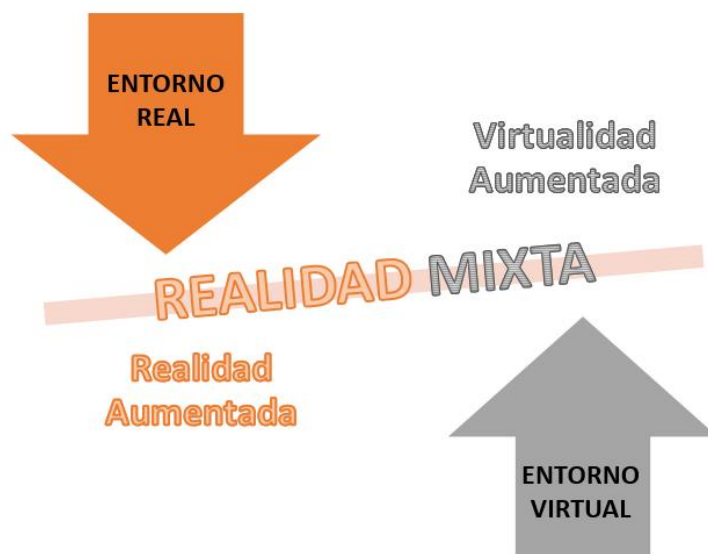 ENTORNO
REAL
Virtualidad
Aumentada
REALIDAD MIXTA
Realidad
Aumentada
ENTORNO
VIRTUAL